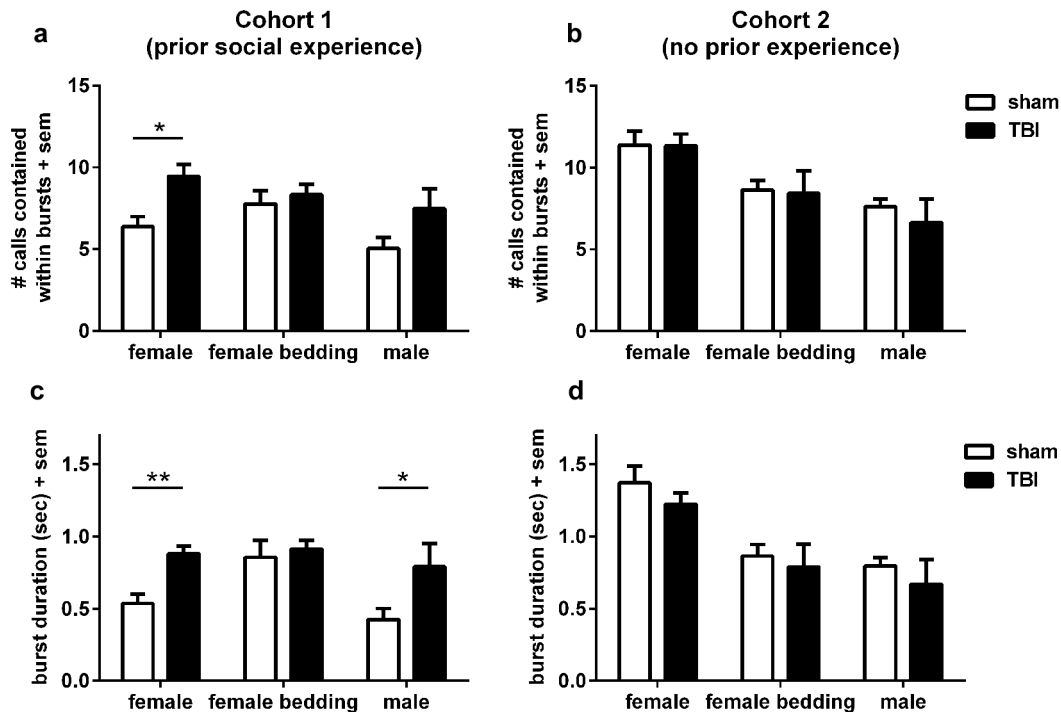 Cohort 1
(prior social experience)
Cohort 2
(no prior experience)
a
# calls contained
within bursts + sem
15
10
5
0
*
female
female bedding
male
b
# calls contained
within bursts + sem
15
10
5
0
female
female bedding
male
sham
TBI
c
burst duration (sec) + sem
1.5
1.0
0.5
0.0
**
*
female
female bedding
male
d
burst duration (sec) + sem
1.5
1.0
0.5
0.0
female
female bedding
male
sham
TBI